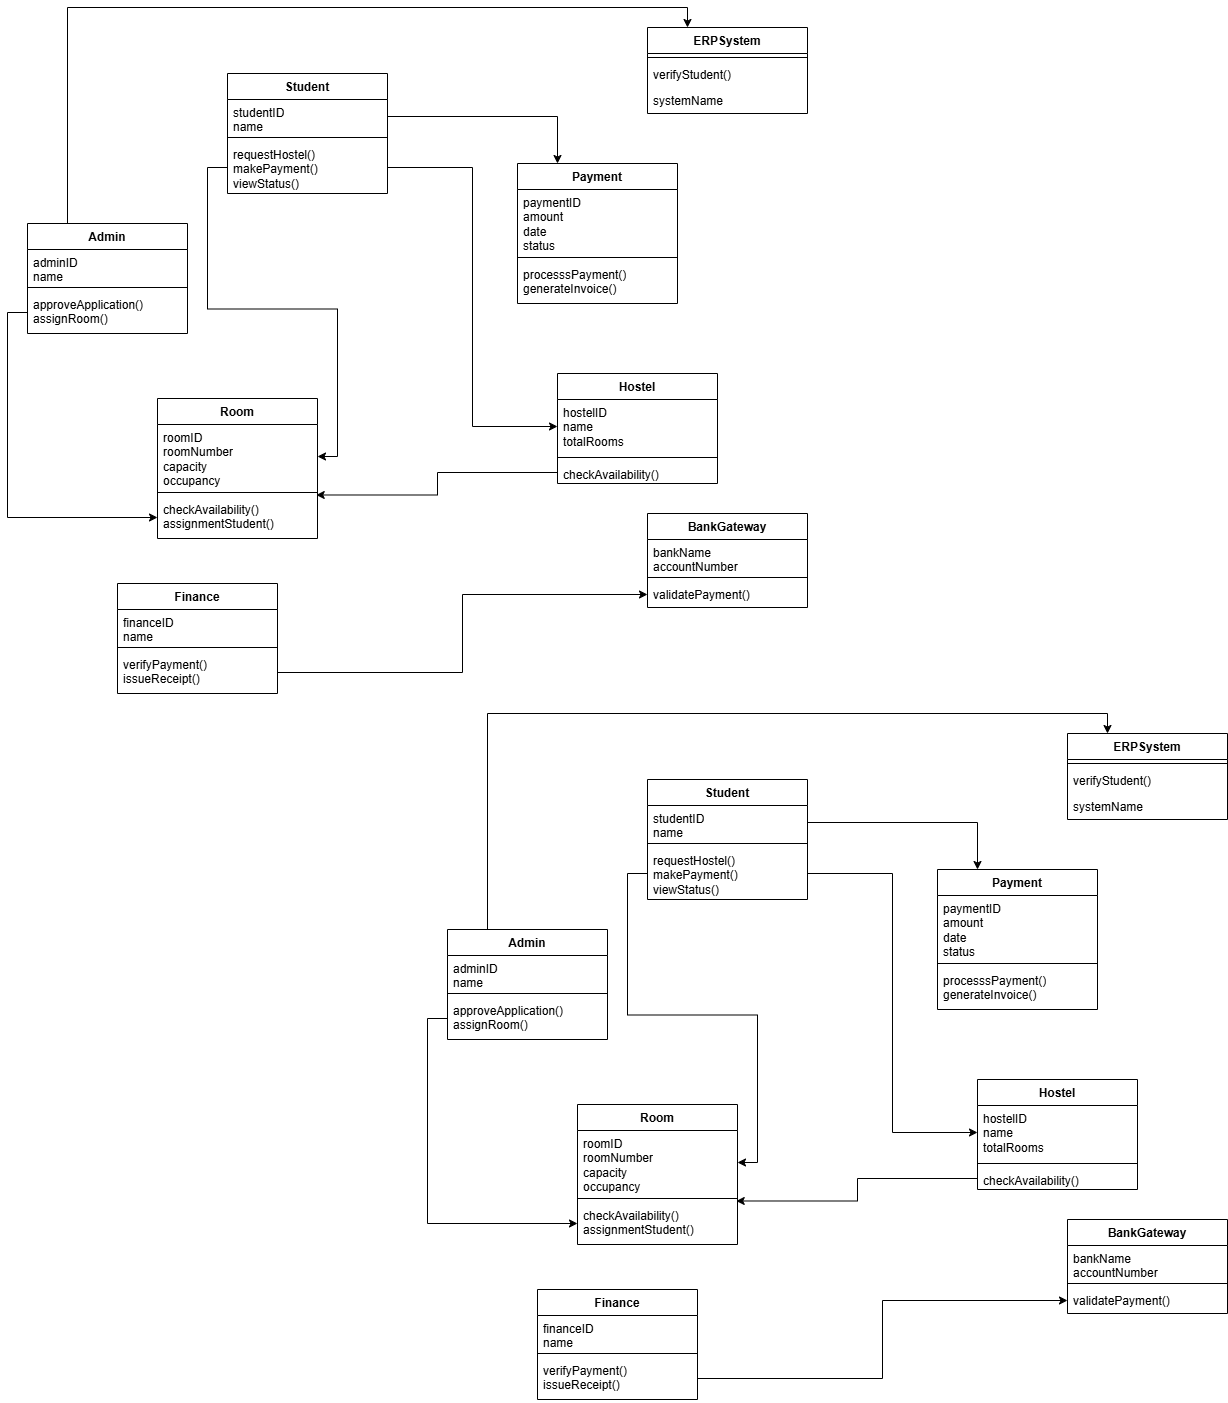 ERPSystem
verifyStudent()
systemName
Student
studentID
name
requestHostel()
makePayment()
viewStatus()
Payment
paymentID
amount
date
status
processsPayment()
generateInvoice()
Admin
adminID
name
approveApplication()
assignRoom()
Hostel
hostelID
name
totalRooms
checkAvailability()
Room
roomID
roomNumber
capacity
occupancy
checkAvailability()
assignmentStudent()
BankGateway
bankName
accountNumber
validatePayment()
Finance
financeID
name
verifyPayment()
issueReceipt()
ERPSystem
verifyStudent()
systemName
Student
studentID
name
requestHostel()
makePayment()
viewStatus()
Payment
paymentID
amount
date
status
processsPayment()
generateInvoice()
Admin
adminID
name
approveApplication()
assignRoom()
Hostel
hostelID
name
totalRooms
checkAvailability()
Room
roomID
roomNumber
capacity
occupancy
checkAvailability()
assignmentStudent()
BankGateway
bankName
accountNumber
validatePayment()
Finance
financeID
name
verifyPayment()
issueReceipt()